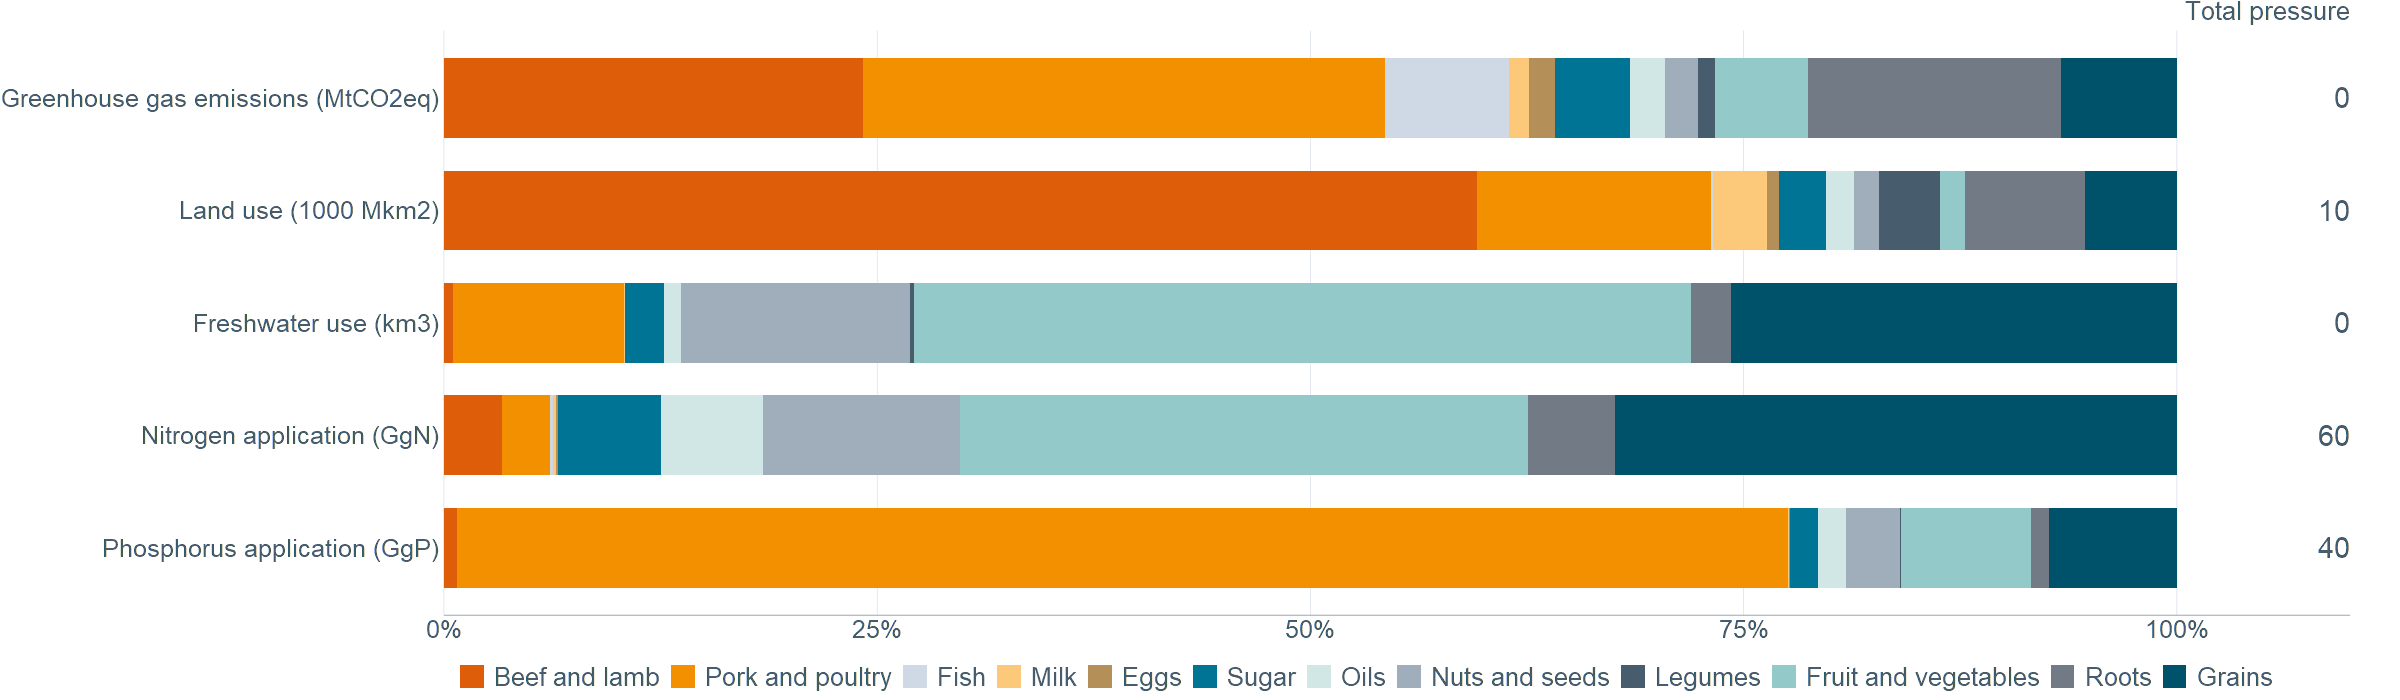 Total pressure
Greenhouse gas emissions (MtCO2eq) 0
Land use (1000 Mkm2) 10
Freshwater use (km3) 0
Nitrogen application (GgN) 60
Phosphorus application (GgP) 40
0% 25% 50% 75% 100%
Beef and lamb Pork and poultry Fish Milk Eggs Sugar Oils Nuts and seeds Legumes Fruit and vegetables Roots Grains